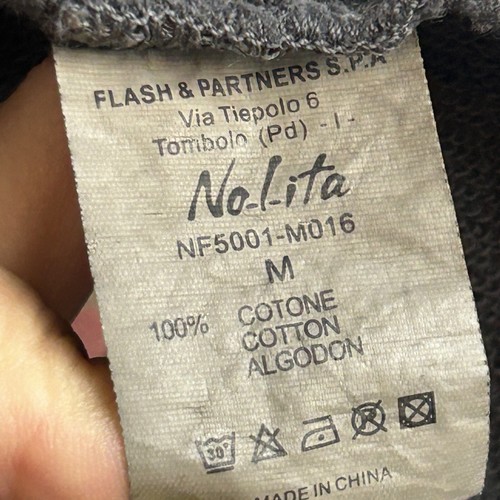 FLASH & PARTNERS S.P.A
Via Tiepolo 6
Tombolo (Pd) - I -
No-l-ita
NF5001-M016
M
100% COTONE
COTTON
ALGODON
30°
MADE IN CHINA